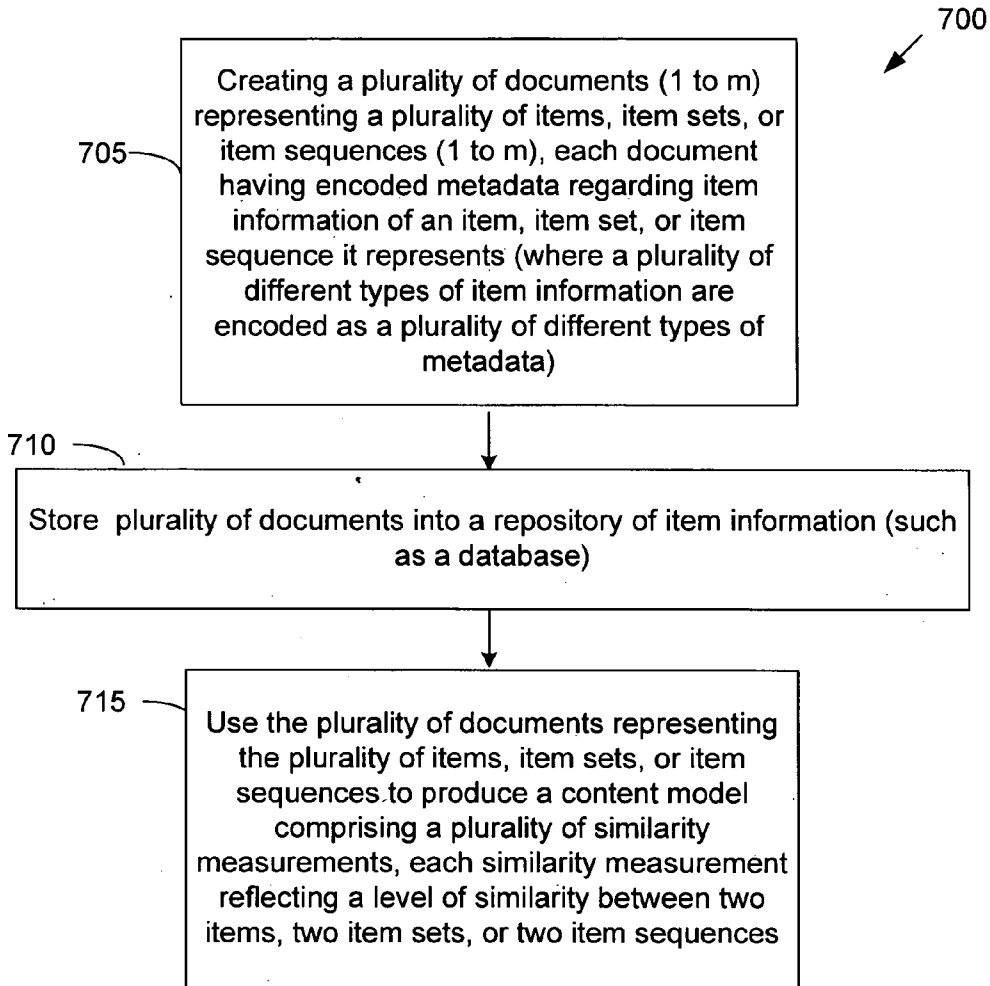 700
Creating a plurality of documents (1 to m)
representing a plurality of items, item sets, or
item sequences (1 to m), each document
having encoded metadata regarding item
information of an item, item set, or item
sequence it represents (where a plurality of
different types of item information are
encoded as a plurality of different types of
metadata)
705
710
Store plurality of documents into a repository of item information (such
as a database)
715
Use the plurality of documents representing
the plurality of items, item sets, or item
sequences to produce a content model
comprising a plurality of similarity
measurements, each similarity measurement
reflecting a level of similarity between two
items, two item sets, or two item sequences